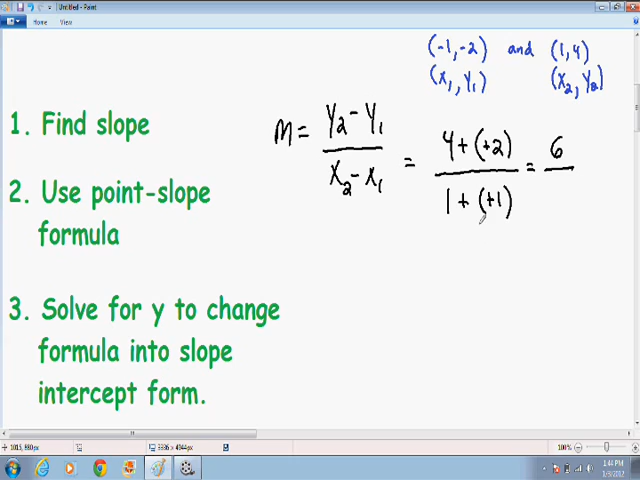 Untitled - Paint
Home View
(-1,-2) and (1,4)
(x₁,y₁) (x₂,y₂)
1. Find slope
m = y₂-y₁ / x₂-x₁ = 4+(+2) / 1+(+1) = 6 /
2. Use point-slope
formula
3. Solve for y to change
formula into slope
intercept form.
100%
1:44 PM